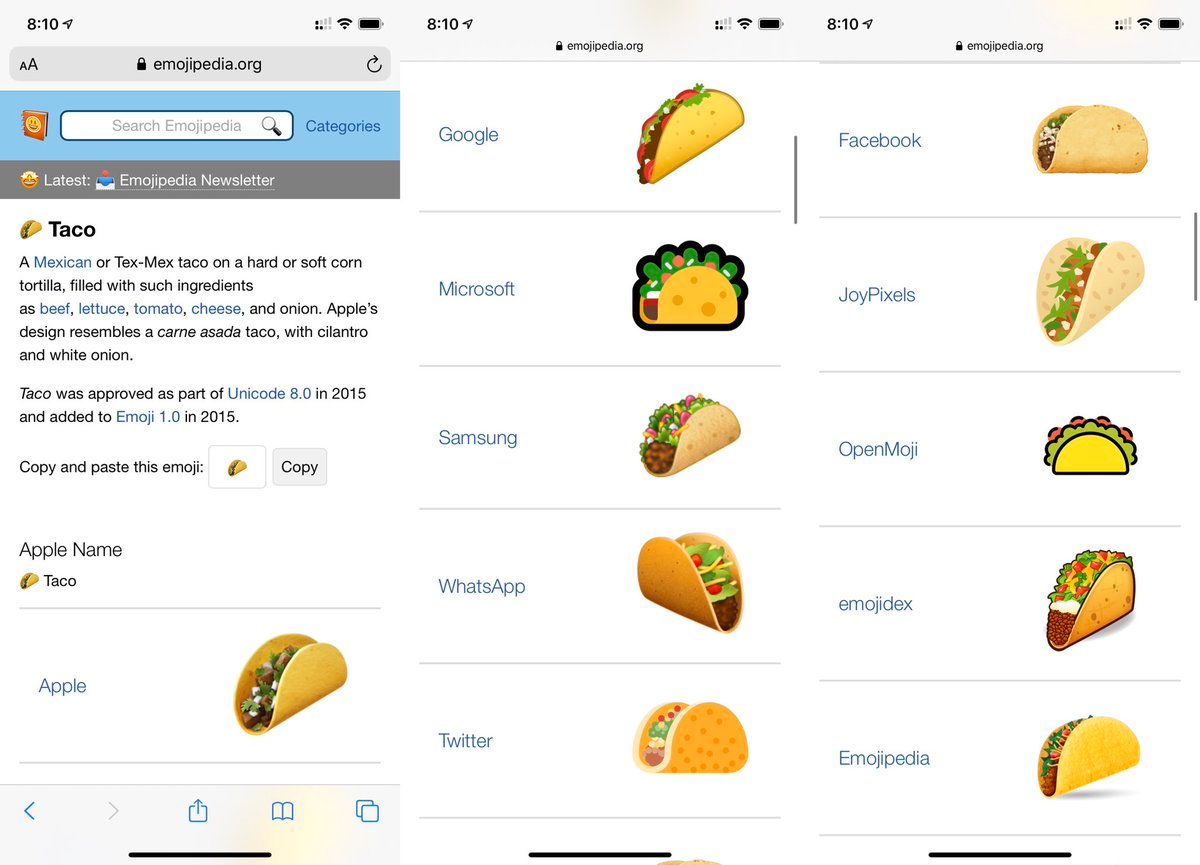 8:10
AA emojipedia.org
Search Emojipedia Categories
Latest: Emojipedia Newsletter
Taco
A Mexican or Tex-Mex taco on a hard or soft corn
tortilla, filled with such ingredients
as beef, lettuce, tomato, cheese, and onion. Apple’s
design resembles a carne asada taco, with cilantro
and white onion.
Taco was approved as part of Unicode 8.0 in 2015
and added to Emoji 1.0 in 2015.
Copy and paste this emoji: Copy
Apple Name
Taco
Apple
8:10
emojipedia.org
Google
Microsoft
Samsung
WhatsApp
Twitter
8:10
emojipedia.org
Facebook
JoyPixels
OpenMoji
emojidex
Emojipedia